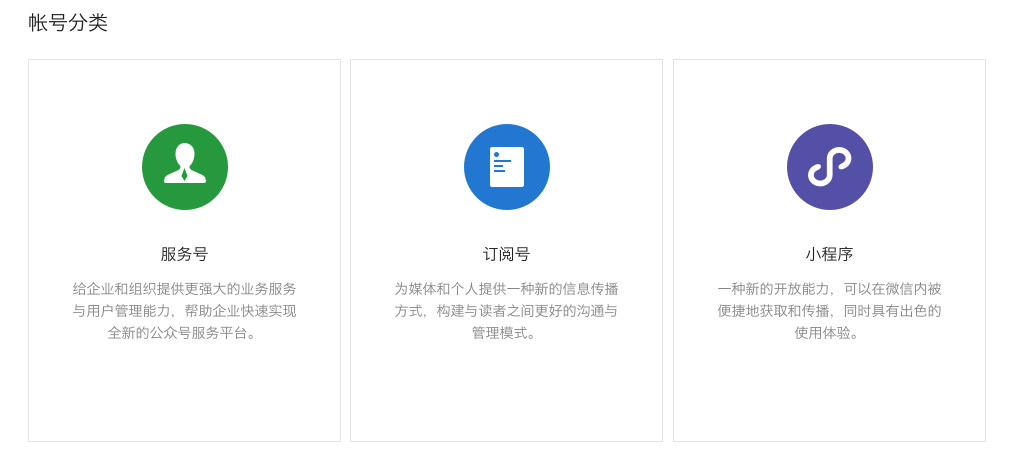 帐号分类
服务号
给企业和组织提供更强大的业务服务
与用户管理能力，帮助企业快速实现
全新的公众号服务平台。
订阅号
为媒体和个人提供一种新的信息传播
方式，构建与读者之间更好的沟通与
管理模式。
小程序
一种新的开放能力，可以在微信内被
便捷地获取和传播，同时具有出色的
使用体验。